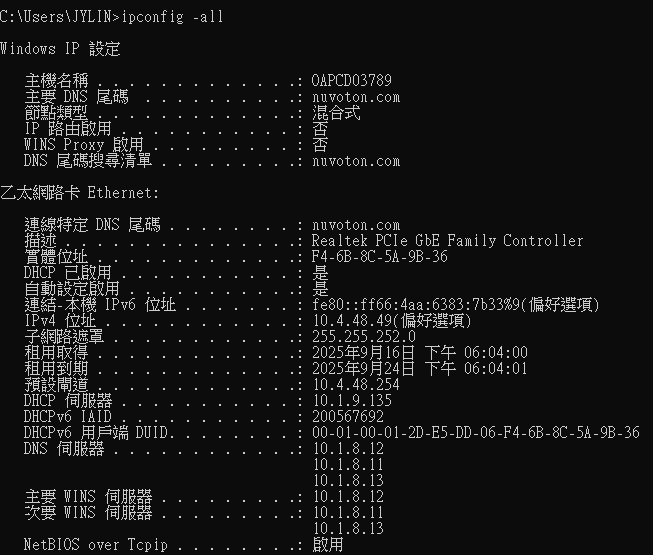 C:\Users\JYLIN>ipconfig -all
Windows IP 設定
主機名稱 . . . . . . . . . . . . .: OAPCD03789
主要 DNS 尾碼  . . . . . . . . . .: nuvoton.com
節點類型 . . . . . . . . . . . . .: 混合式
IP 路由啟用 . . . . . . . . . . . .: 否
WINS Proxy 啟用 . . . . . . . . . .: 否
DNS 尾碼搜尋清單 . . . . . . . . .: nuvoton.com
乙太網路卡 Ethernet:
連線特定 DNS 尾碼 . . . . . . . . .: nuvoton.com
描述 . . . . . . . . . . . . . . .: Realtek PCIe GbE Family Controller
實體位址 . . . . . . . . . . . . .: F4-6B-8C-5A-9B-36
DHCP 已啟用 . . . . . . . . . . . .: 是
自動設定啟用 . . . . . . . . . . .: 是
連結-本機 IPv6 位址 . . . . . . . .: fe80::ff66:4aa:6383:7b33%9(偏好選項)
IPv4 位址 . . . . . . . . . . . . .: 10.4.48.49(偏好選項)
子網路遮罩 . . . . . . . . . . . .: 255.255.252.0
租用取得 . . . . . . . . . . . . .: 2025年9月16日 下午 06:04:00
租用到期 . . . . . . . . . . . . .: 2025年9月24日 下午 06:04:01
預設閘道 . . . . . . . . . . . . .: 10.4.48.254
DHCP 伺服器 . . . . . . . . . . . .: 10.1.9.135
DHCPv6 IAID . . . . . . . . . . . .: 200567692
DHCPv6 用戶端 DUID. . . . . . . . .: 00-01-00-01-2D-E5-DD-06-F4-6B-8C-5A-9B-36
DNS 伺服器 . . . . . . . . . . . .: 10.1.8.12
10.1.8.11
10.1.8.13
主要 WINS 伺服器 . . . . . . . . .: 10.1.8.12
次要 WINS 伺服器 . . . . . . . . .: 10.1.8.11
10.1.8.13
NetBIOS over Tcpip . . . . . . . .: 啟用